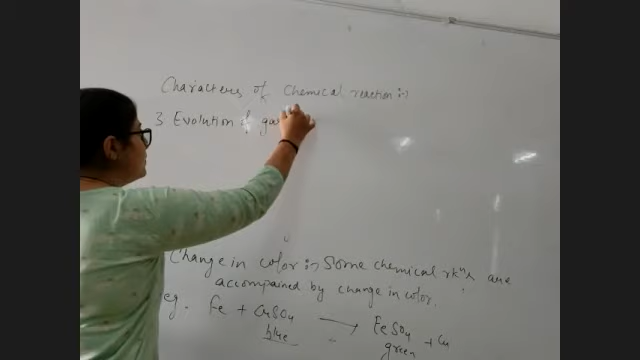 Characters of Chemical reaction :-
3. Evolution of gas
Change in color :- Some chemical rxn are
accompained by change in color.
eg. Fe + CuSO4 → FeSO4 + Cu
blue green